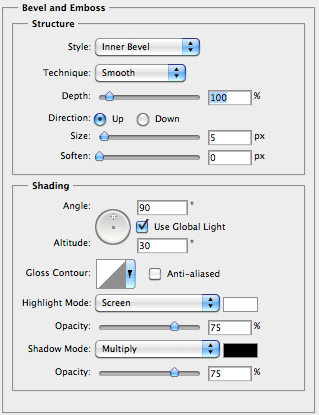 Bevel and Emboss
Structure
Style: Inner Bevel
Technique: Smooth
Depth: 100 %
Direction: Up Down
Size: 5 px
Soften: 0 px
Shading
Angle: 90 °
Use Global Light
Altitude: 30 °
Gloss Contour: Anti-aliased
Highlight Mode: Screen
Opacity: 75 %
Shadow Mode: Multiply
Opacity: 75 %